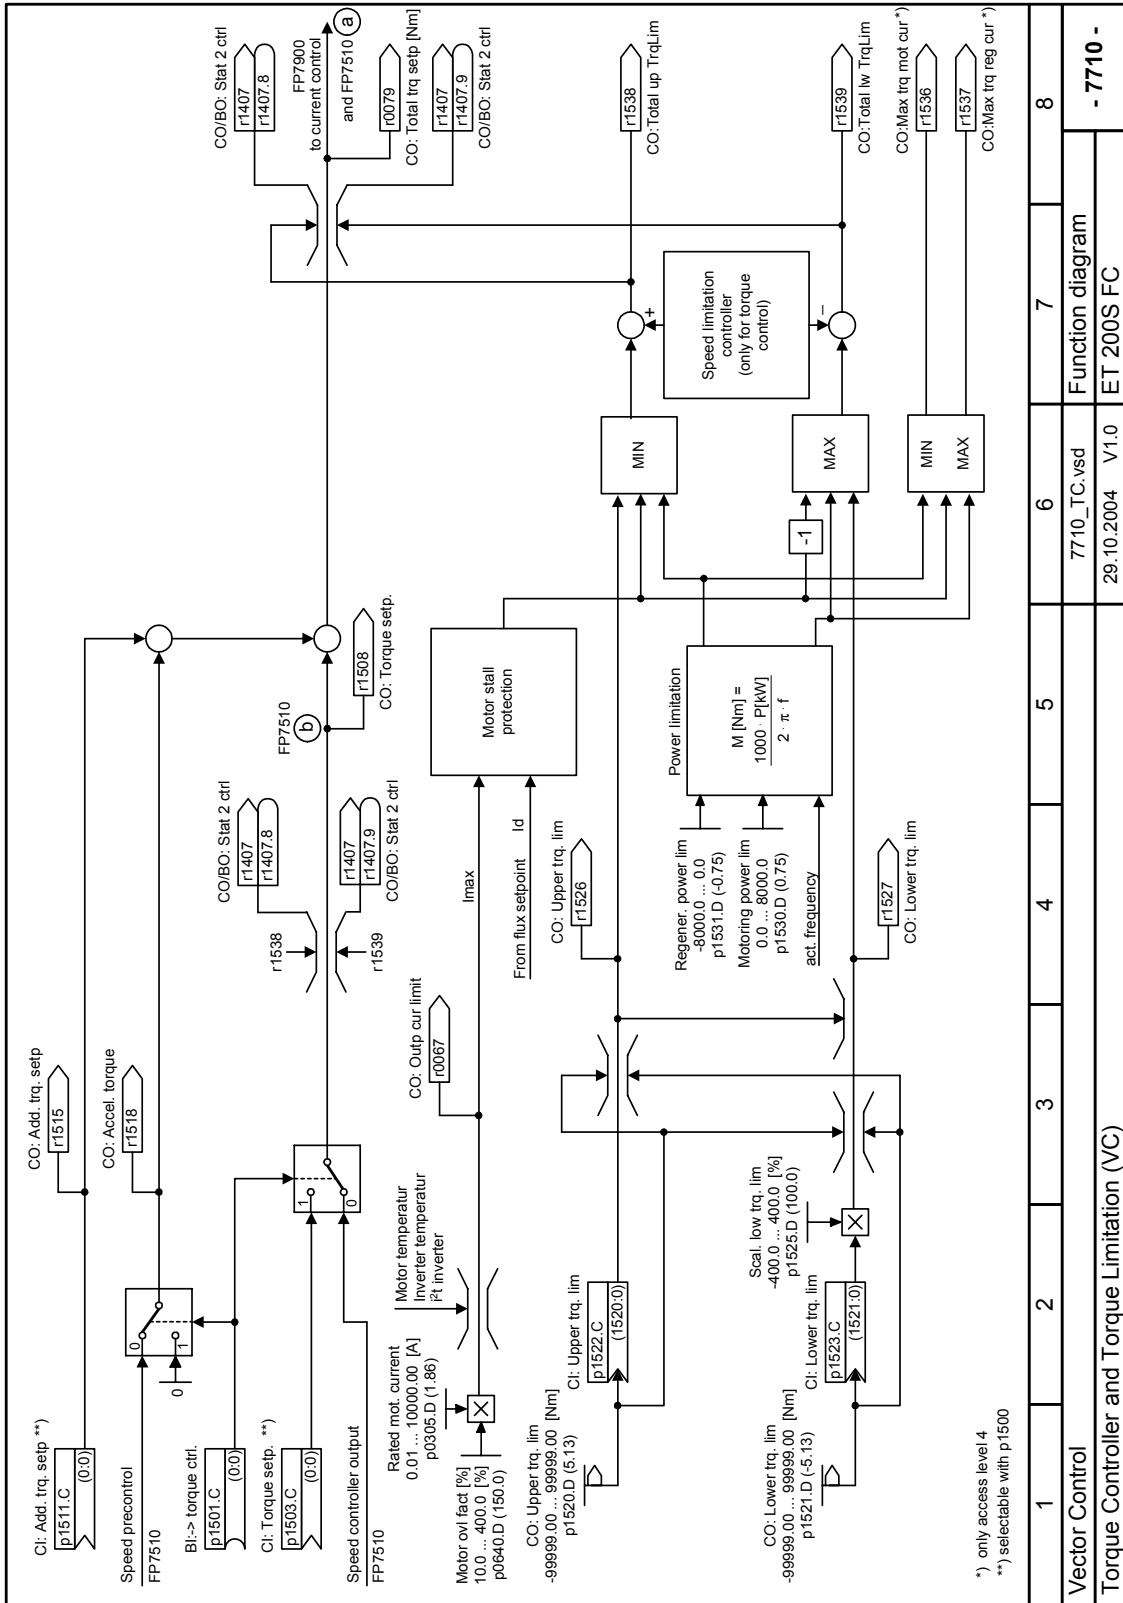 CI: Add. trq. setp **)
p1511.C
(0:0)
Speed precontrol
FP7510
0
1
0
BI:-> torque ctrl.
p1501.C
(0:0)
CI: Torque setp. **)
p1503.C
(0:0)
Speed controller output
FP7510
1
0
CO: Add. trq. setp
r1515
CO: Accel. torque
r1518
r1538
r1539
CO/BO: Stat 2 ctrl
r1407
r1407.8
r1407
r1407.9
CO/BO: Stat 2 ctrl
FP7510
b
r1508
CO: Torque setp.
CO/BO: Stat 2 ctrl
r1407
r1407.8
FP7900
to current control
and FP7510
a
r0079
CO: Total trq setp [Nm]
r1407
r1407.9
CO/BO: Stat 2 ctrl
Rated mot. current
0.01 ... 10000.00 [A]
p0305.D (1.86)
Motor ovl fact [%]
10.0 ... 400.0 [%]
p0640.D (150.0)
X
Motor temperatur
Inverter temperatur
i²t inverter
CO: Outp cur limit
r0067
Imax
From flux setpoint
Id
Motor stall
protection
CO: Upper trq. lim
-99999.00 ... 99999.00 [Nm]
p1520.D (5.13)
CI: Upper trq. lim
p1522.C
(1520:0)
CO: Upper trq. lim
r1526
Regener. power lim
-8000.0 ... 0.0
p1531.D (-0.75)
Motoring power lim
0.0 ... 8000.0
p1530.D (0.75)
act. frequency
Power limitation
M [Nm] =
1000 · P[kW]
2 · π · f
Scal. low trq. lim
-400.0 ... 400.0 [%]
p1525.D (100.0)
X
CO: Lower trq. lim
-99999.00 ... 99999.00 [Nm]
p1521.D (-5.13)
CI: Lower trq. lim
p1523.C
(1521:0)
r1527
CO: Lower trq. lim
-1
MIN
MAX
MIN
MAX
+
Speed limitation
controller
(only for torque
control)
–
r1538
CO:Total up TrqLim
r1539
CO:Total lw TrqLim
CO:Max trq mot cur *)
r1536
r1537
CO:Max trq reg cur *)
*) only access level 4
**) selectable with p1500
1
2
3
4
5
6
7
8
Vector Control
7710_TC.vsd
Function diagram
- 7710 -
Torque Controller and Torque Limitation (VC)
29.10.2004
V1.0
ET 200S FC